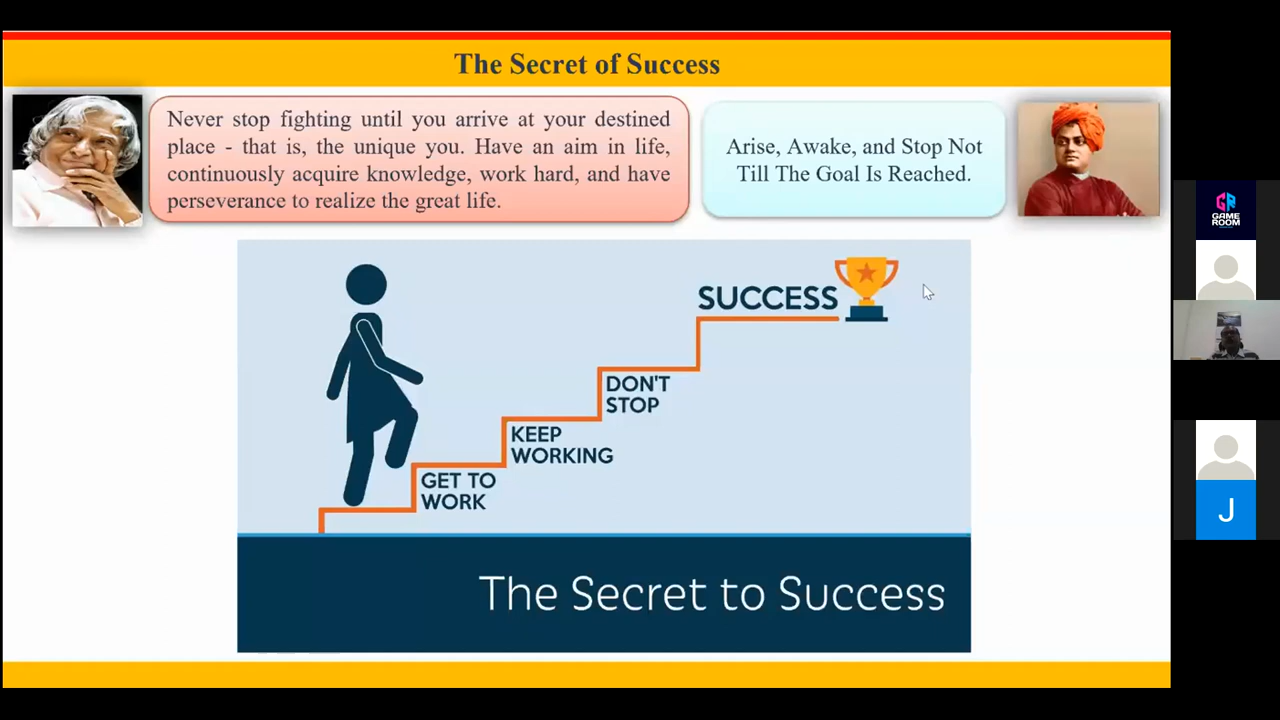 The Secret of Success
Never stop fighting until you arrive at your destined
place - that is, the unique you. Have an aim in life,
continuously acquire knowledge, work hard, and have
perseverance to realize the great life.
Arise, Awake, and Stop Not
Till The Goal Is Reached.
SUCCESS
DON'T
STOP
KEEP
WORKING
GET TO
WORK
The Secret to Success
GR
GAME
ROOM
J